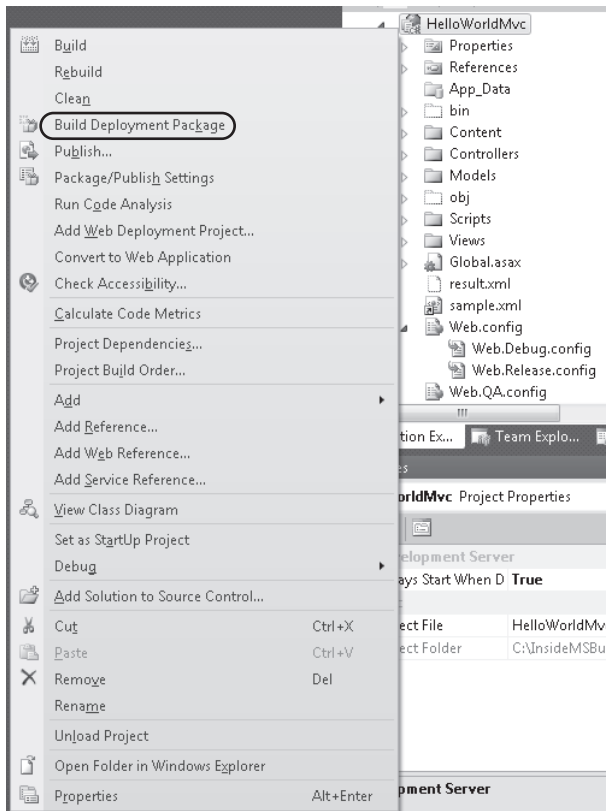 Build
Rebuild
Clean
Build Deployment Package
Publish...
Package/Publish Settings
Run Code Analysis
Add Web Deployment Project...
Convert to Web Application
Check Accessibility...
Calculate Code Metrics
Project Dependencies...
Project Build Order...
Add
Add Reference...
Add Web Reference...
Add Service Reference...
View Class Diagram
Set as StartUp Project
Debug
Add Solution to Source Control...
Cut Ctrl+X
Paste Ctrl+V
Remove Del
Rename
Unload Project
Open Folder in Windows Explorer
Properties Alt+Enter
HelloWorldMvc
Properties
References
App_Data
bin
Content
Controllers
Models
obj
Scripts
Views
Global.asax
result.xml
sample.xml
Web.config
Web.Debug.config
Web.Release.config
Web.QA.config
tion Ex... Team Explo...
es
orldMvc Project Properties
elopment Server
ays Start When D True
ect File HelloWorldMv
ect Folder C:\InsideMSBu
pment Server